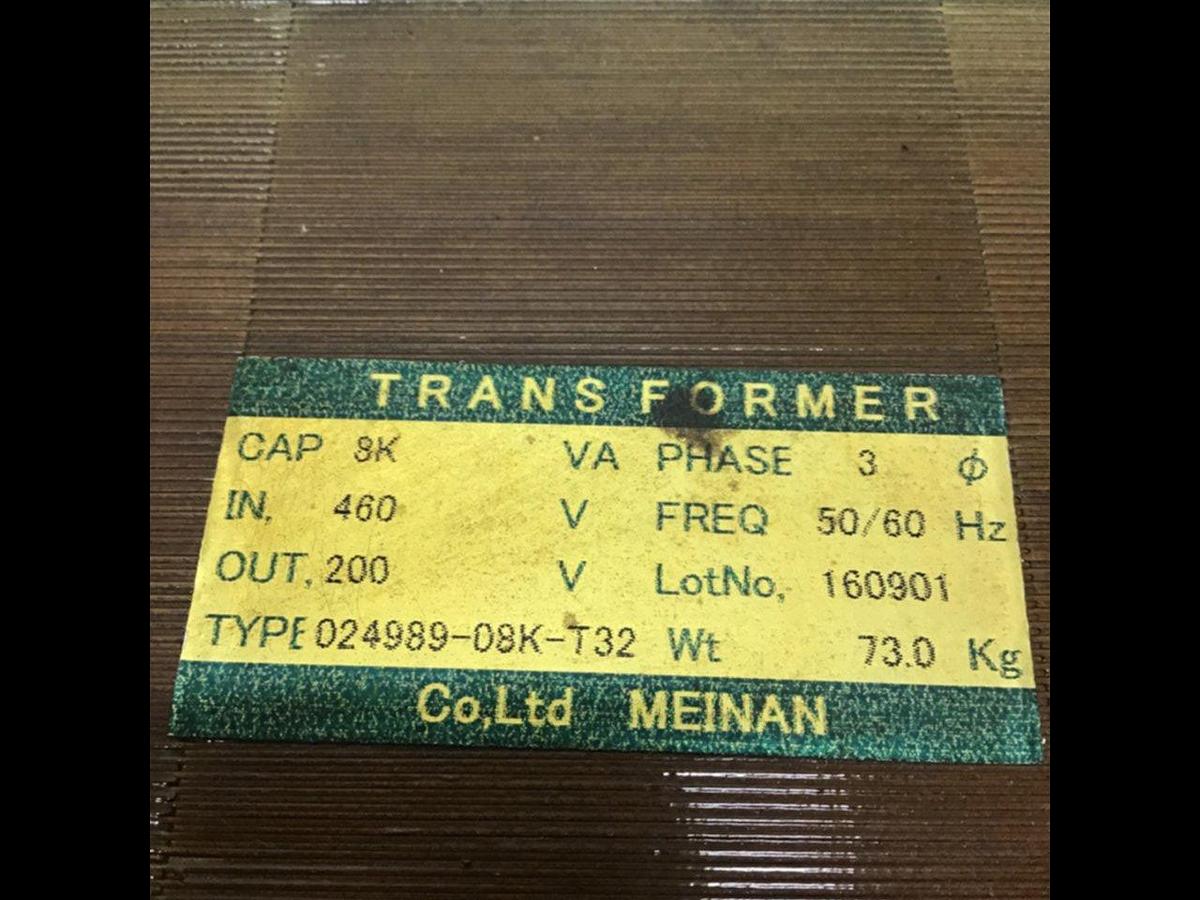 TRANSFORMER
CAP 8K VA PHASE 3 φ
IN, 460 V FREQ 50/60 Hz
OUT, 200 V LotNo, 160901
TYPE 024989-08K-T32 Wt 73.0 Kg
Co,Ltd MEINAN